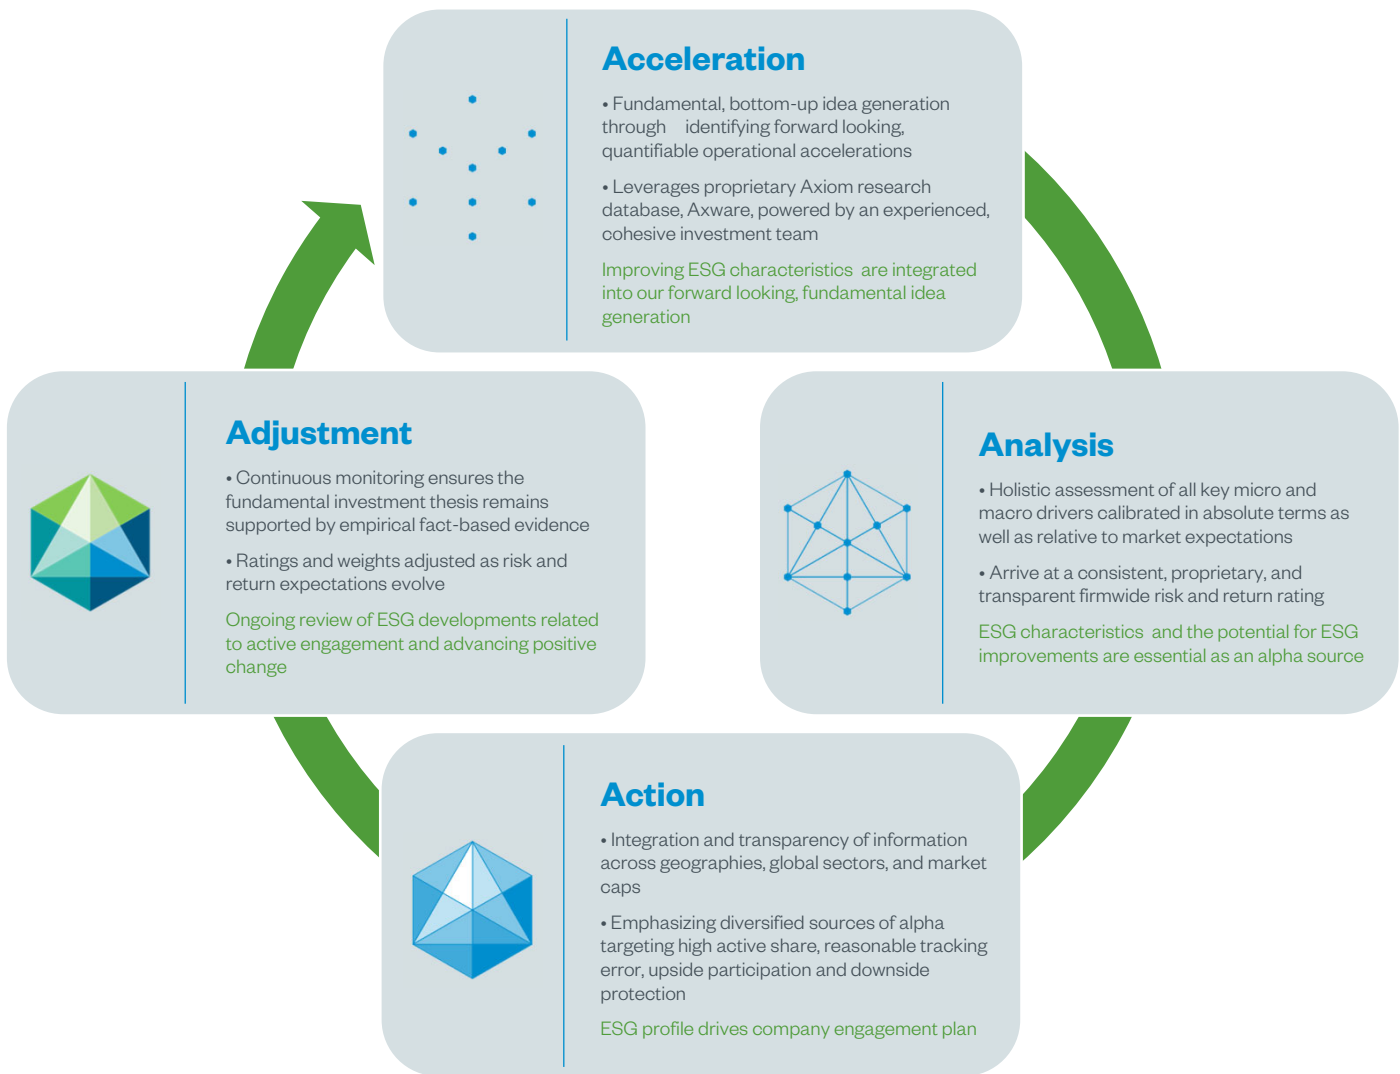 Acceleration
• Fundamental, bottom-up idea generation
through identifying forward looking,
quantifiable operational accelerations
• Leverages proprietary Axiom research
database, Axware, powered by an experienced,
cohesive investment team
Improving ESG characteristics are integrated
into our forward looking, fundamental idea
generation
Adjustment
• Continuous monitoring ensures the
fundamental investment thesis remains
supported by empirical fact-based evidence
• Ratings and weights adjusted as risk and
return expectations evolve
Ongoing review of ESG developments related
to active engagement and advancing positive
change
Analysis
• Holistic assessment of all key micro and
macro drivers calibrated in absolute terms as
well as relative to market expectations
• Arrive at a consistent, proprietary, and
transparent firmwide risk and return rating
ESG characteristics and the potential for ESG
improvements are essential as an alpha source
Action
• Integration and transparency of information
across geographies, global sectors, and market
caps
• Emphasizing diversified sources of alpha
targeting high active share, reasonable tracking
error, upside participation and downside
protection
ESG profile drives company engagement plan